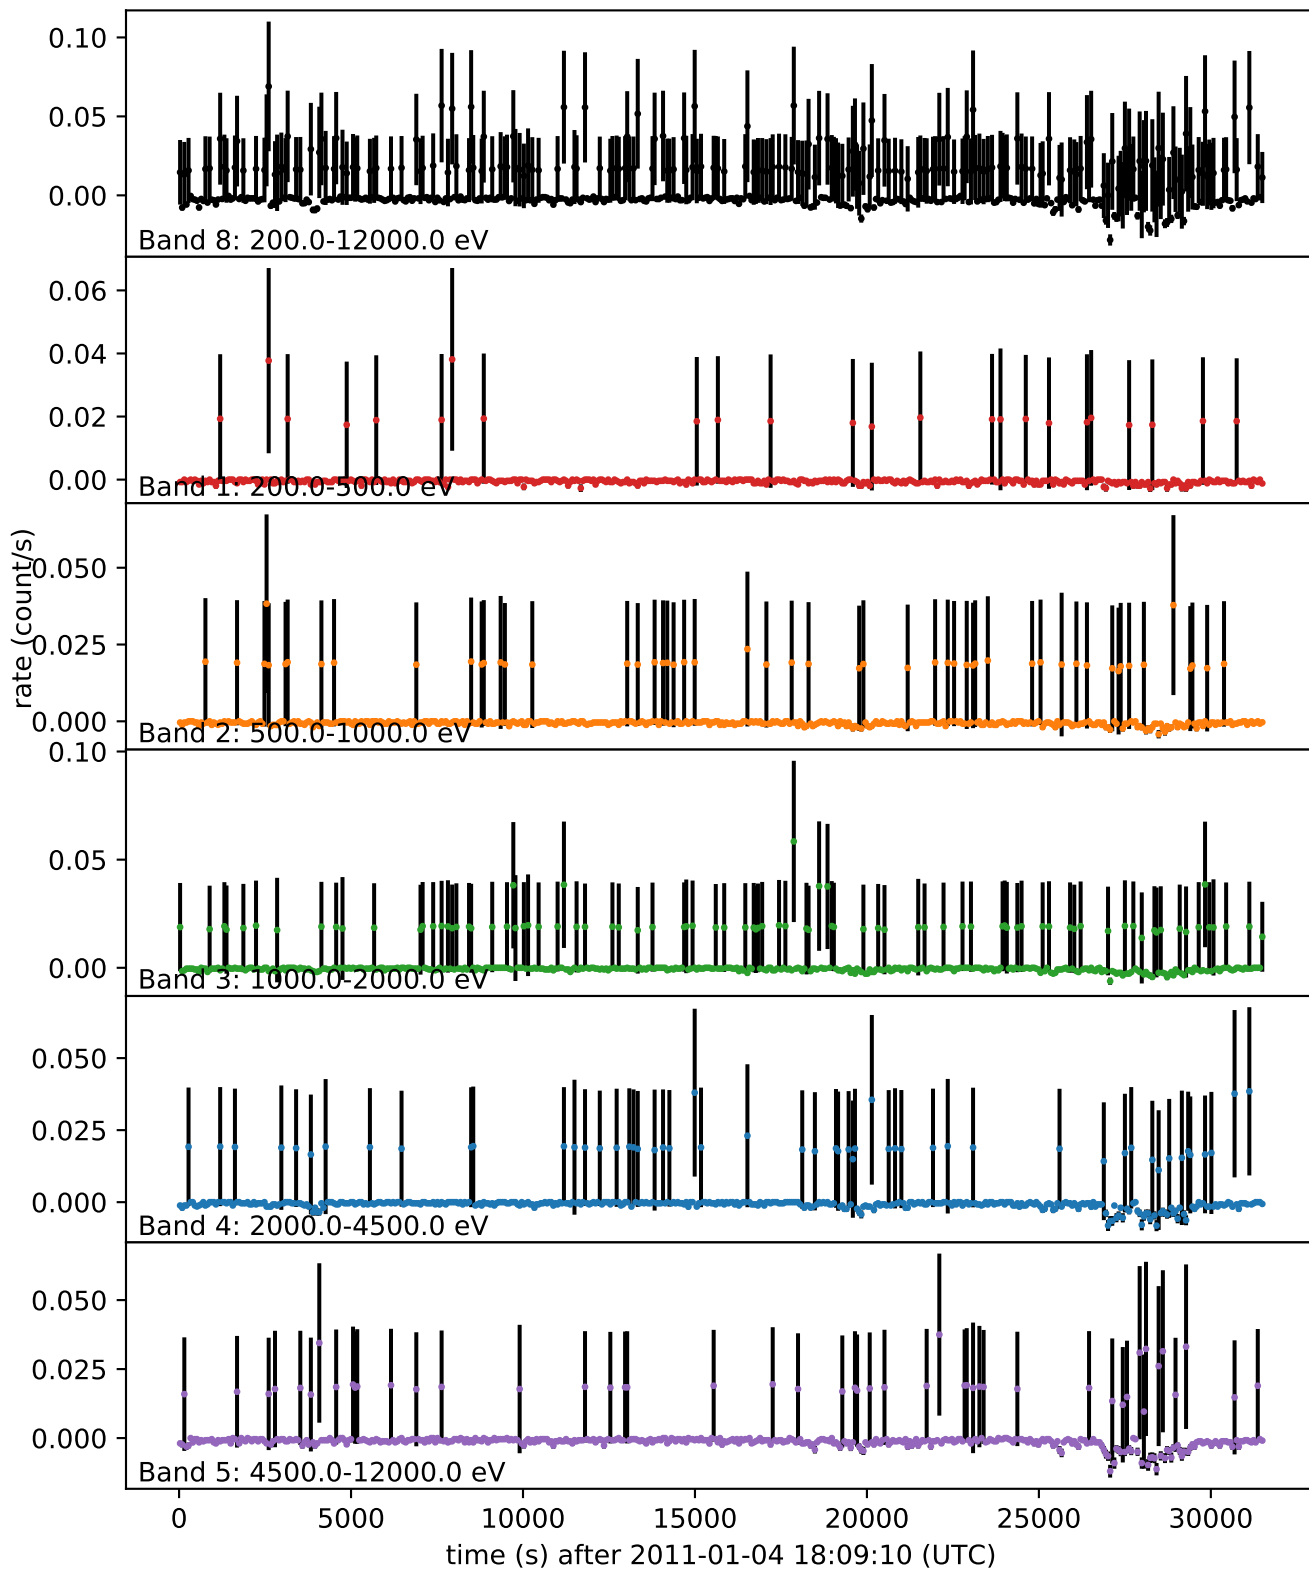 0.10
0.05
0.00
Band 8: 200.0-12000.0 eV
0.06
0.04
0.02
0.00
Band 1: 200.0-500.0 eV
rate (count/s)
0.050
0.025
0.000
Band 2: 500.0-1000.0 eV
0.10
0.05
0.00
Band 3: 1000.0-2000.0 eV
0.050
0.025
0.000
Band 4: 2000.0-4500.0 eV
0.050
0.025
0.000
Band 5: 4500.0-12000.0 eV
0 5000 10000 15000 20000 25000 30000
time (s) after 2011-01-04 18:09:10 (UTC)